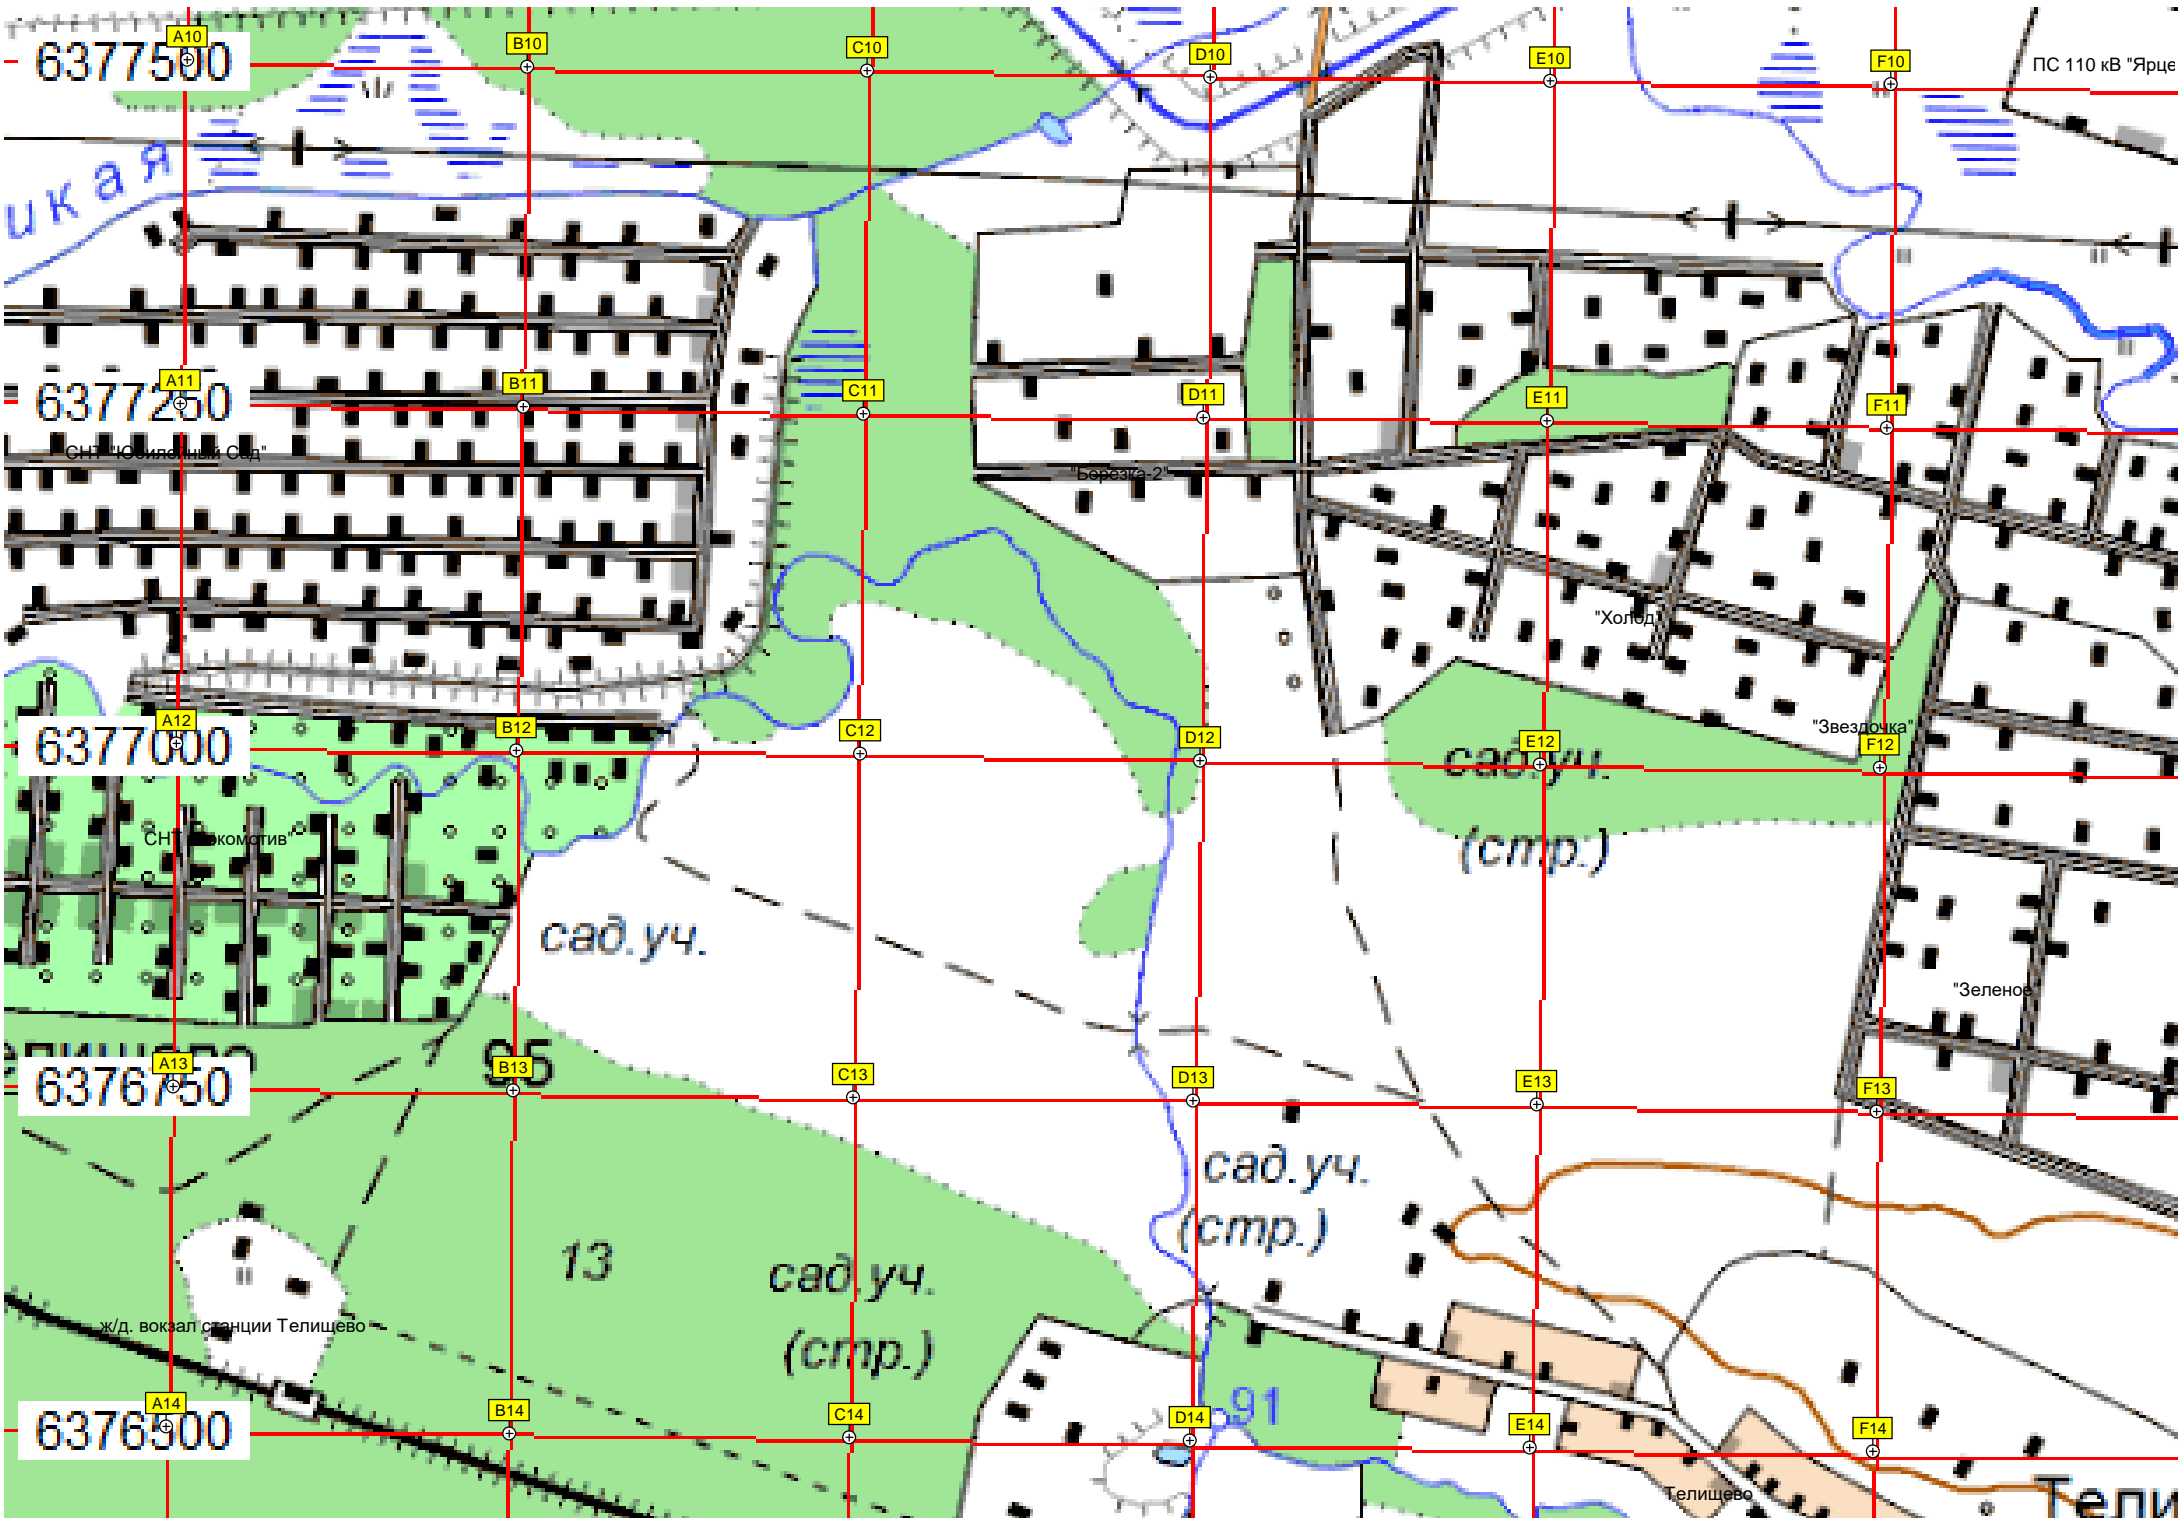 A10
B10
C10
D10
E10
F10
6377500
ПС 110 кВ "Ярце
икая
A11
B11
C11
D11
E11
F11
6377250
СНТ "Юбилейный Сад"
"Березка-2"
"Холод"
A12
B12
C12
D12
E12
F12
6377000
"Звездочка"
сад.уч.
(стр.)
СНТ "Локомотив"
сад.уч.
"Зеленое"
95
A13
B13
C13
D13
E13
F13
6376750
сад.уч.
(стр.)
13
сад.уч.
(стр.)
ж/д. вокзал станции Телищево
A14
B14
C14
D14
E14
F14
6376500
91
Телищево
Тели